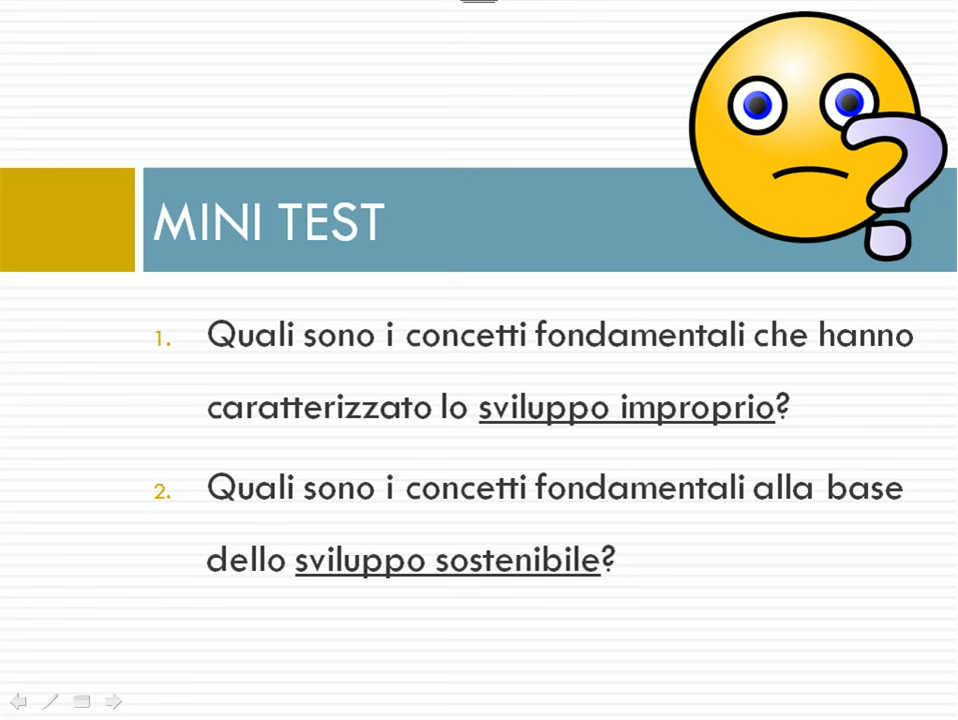 MINI TEST
1. Quali sono i concetti fondamentali che hanno
caratterizzato lo sviluppo improprio?
2. Quali sono i concetti fondamentali alla base
dello sviluppo sostenibile?